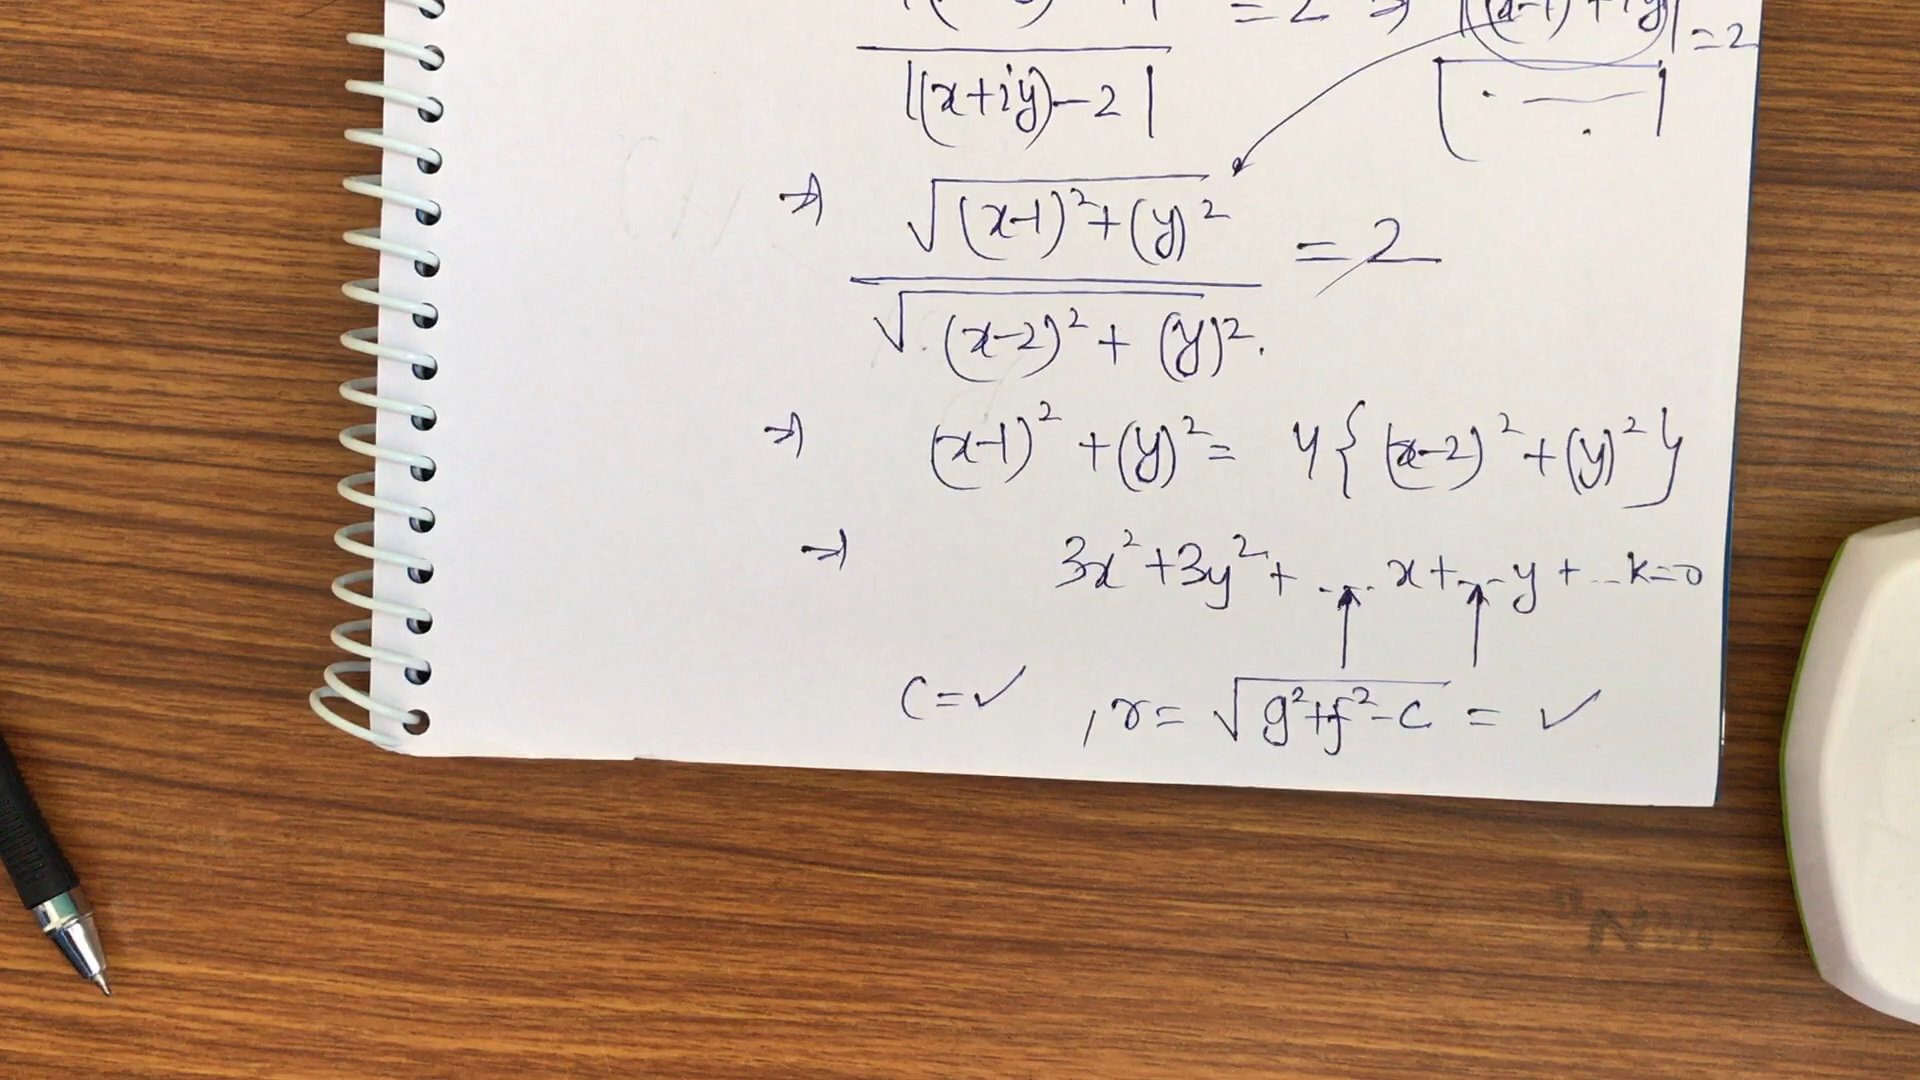 = 2 ⇒ |(x-1)+iy| = 2
|(x+iy)-2|
⇒ √(x-1)²+(y)² = 2
√(x-2)² + (y)².
⇒ (x-1)² + (y)² = 4{(x-2)² + (y)²}
⇒ 3x² + 3y² + ..... x + ... y + ... k = 0
C = ✓ , r = √g²+f²-c = ✓